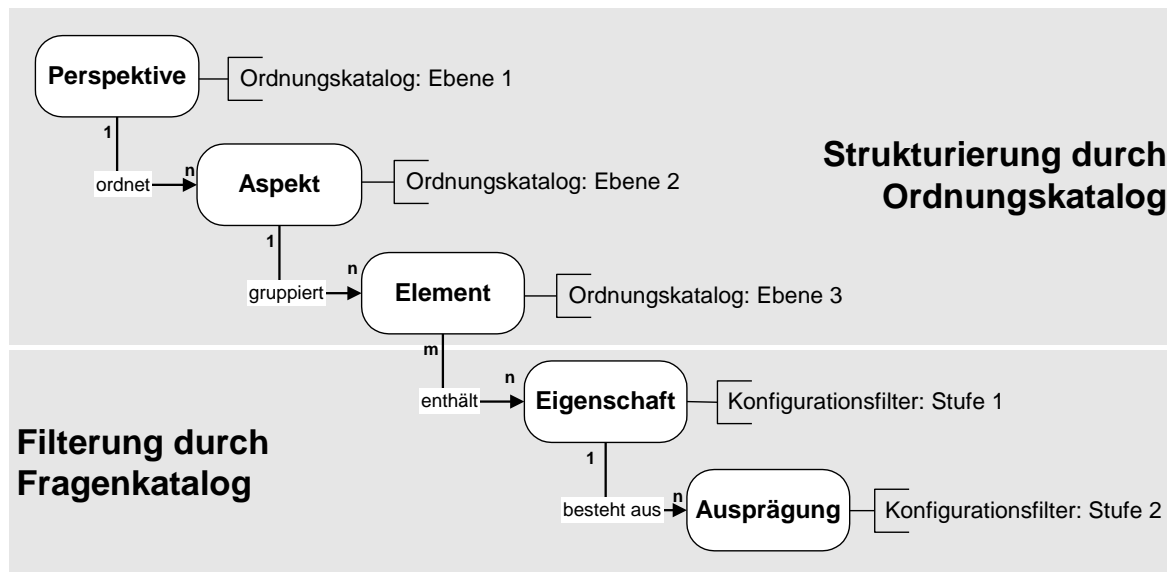 Perspektive
Ordnungskatalog: Ebene 1
1
ordnet
n
Aspekt
Ordnungskatalog: Ebene 2
Strukturierung durch
Ordnungskatalog
1
gruppiert
n
Element
Ordnungskatalog: Ebene 3
m
enthält
n
Eigenschaft
Konfigurationsfilter: Stufe 1
Filterung durch
Fragenkatalog
1
besteht aus
n
Ausprägung
Konfigurationsfilter: Stufe 2